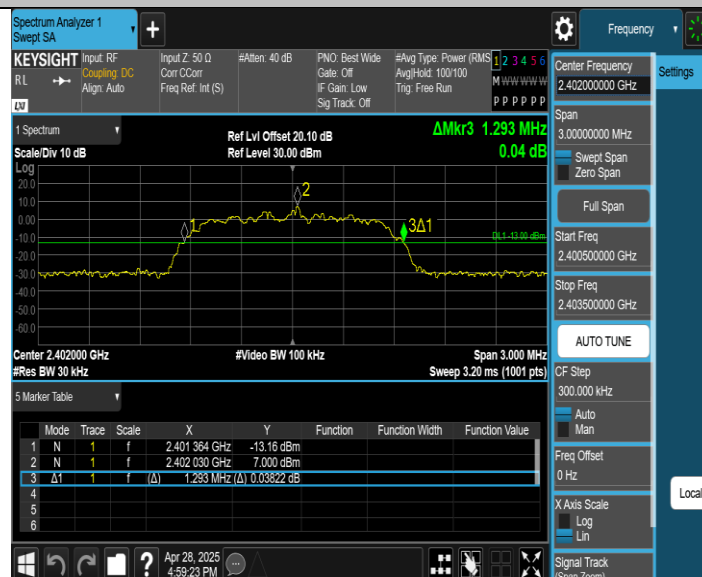 Spectrum Analyzer 1
Swept SA
Frequency
KEYSIGHT
RL
LXI
Input: RF
Coupling: DC
Align: Auto
Input Z: 50 Ω
Corr CCorr
Freq Ref: Int (S)
#Atten: 40 dB
PNO: Best Wide
Gate: Off
IF Gain: Low
Sig Track: Off
#Avg Type: Power (RMS
Avg|Hold: 100/100
Trig: Free Run
1 2 3 4 5 6
M W W W W W
P P P P P P
1 Spectrum
Scale/Div 10 dB
Ref Lvl Offset 20.10 dB
Ref Level 30.00 dBm
ΔMkr3 1.293 MHz
0.04 dB
Log
20.0
10.0
0.00
-10.0
-20.0
-30.0
-40.0
-50.0
-60.0
1
2
3Δ1
DL1 -13.00 dBm
Center 2.402000 GHz
#Video BW 100 kHz
Span 3.000 MHz
#Res BW 30 kHz
Sweep 3.20 ms (1001 pts)
5 Marker Table
Mode Trace Scale X Y Function Function Width Function Value
1 N 1 f 2.401 364 GHz -13.16 dBm
2 N 1 f 2.402 030 GHz 7.000 dBm
3 Δ1 1 f (Δ) 1.293 MHz (Δ) 0.03822 dB
4
5
6
Apr 28, 2025
4:59:23 PM
Center Frequency
2.402000000 GHz
Settings
Span
3.00000000 MHz
Swept Span
Zero Span
Full Span
Start Freq
2.400500000 GHz
Stop Freq
2.403500000 GHz
AUTO TUNE
CF Step
300.000 kHz
Auto
Man
Freq Offset
0 Hz
Local
X Axis Scale
Log
Lin
Signal Track
(Span Zoom)